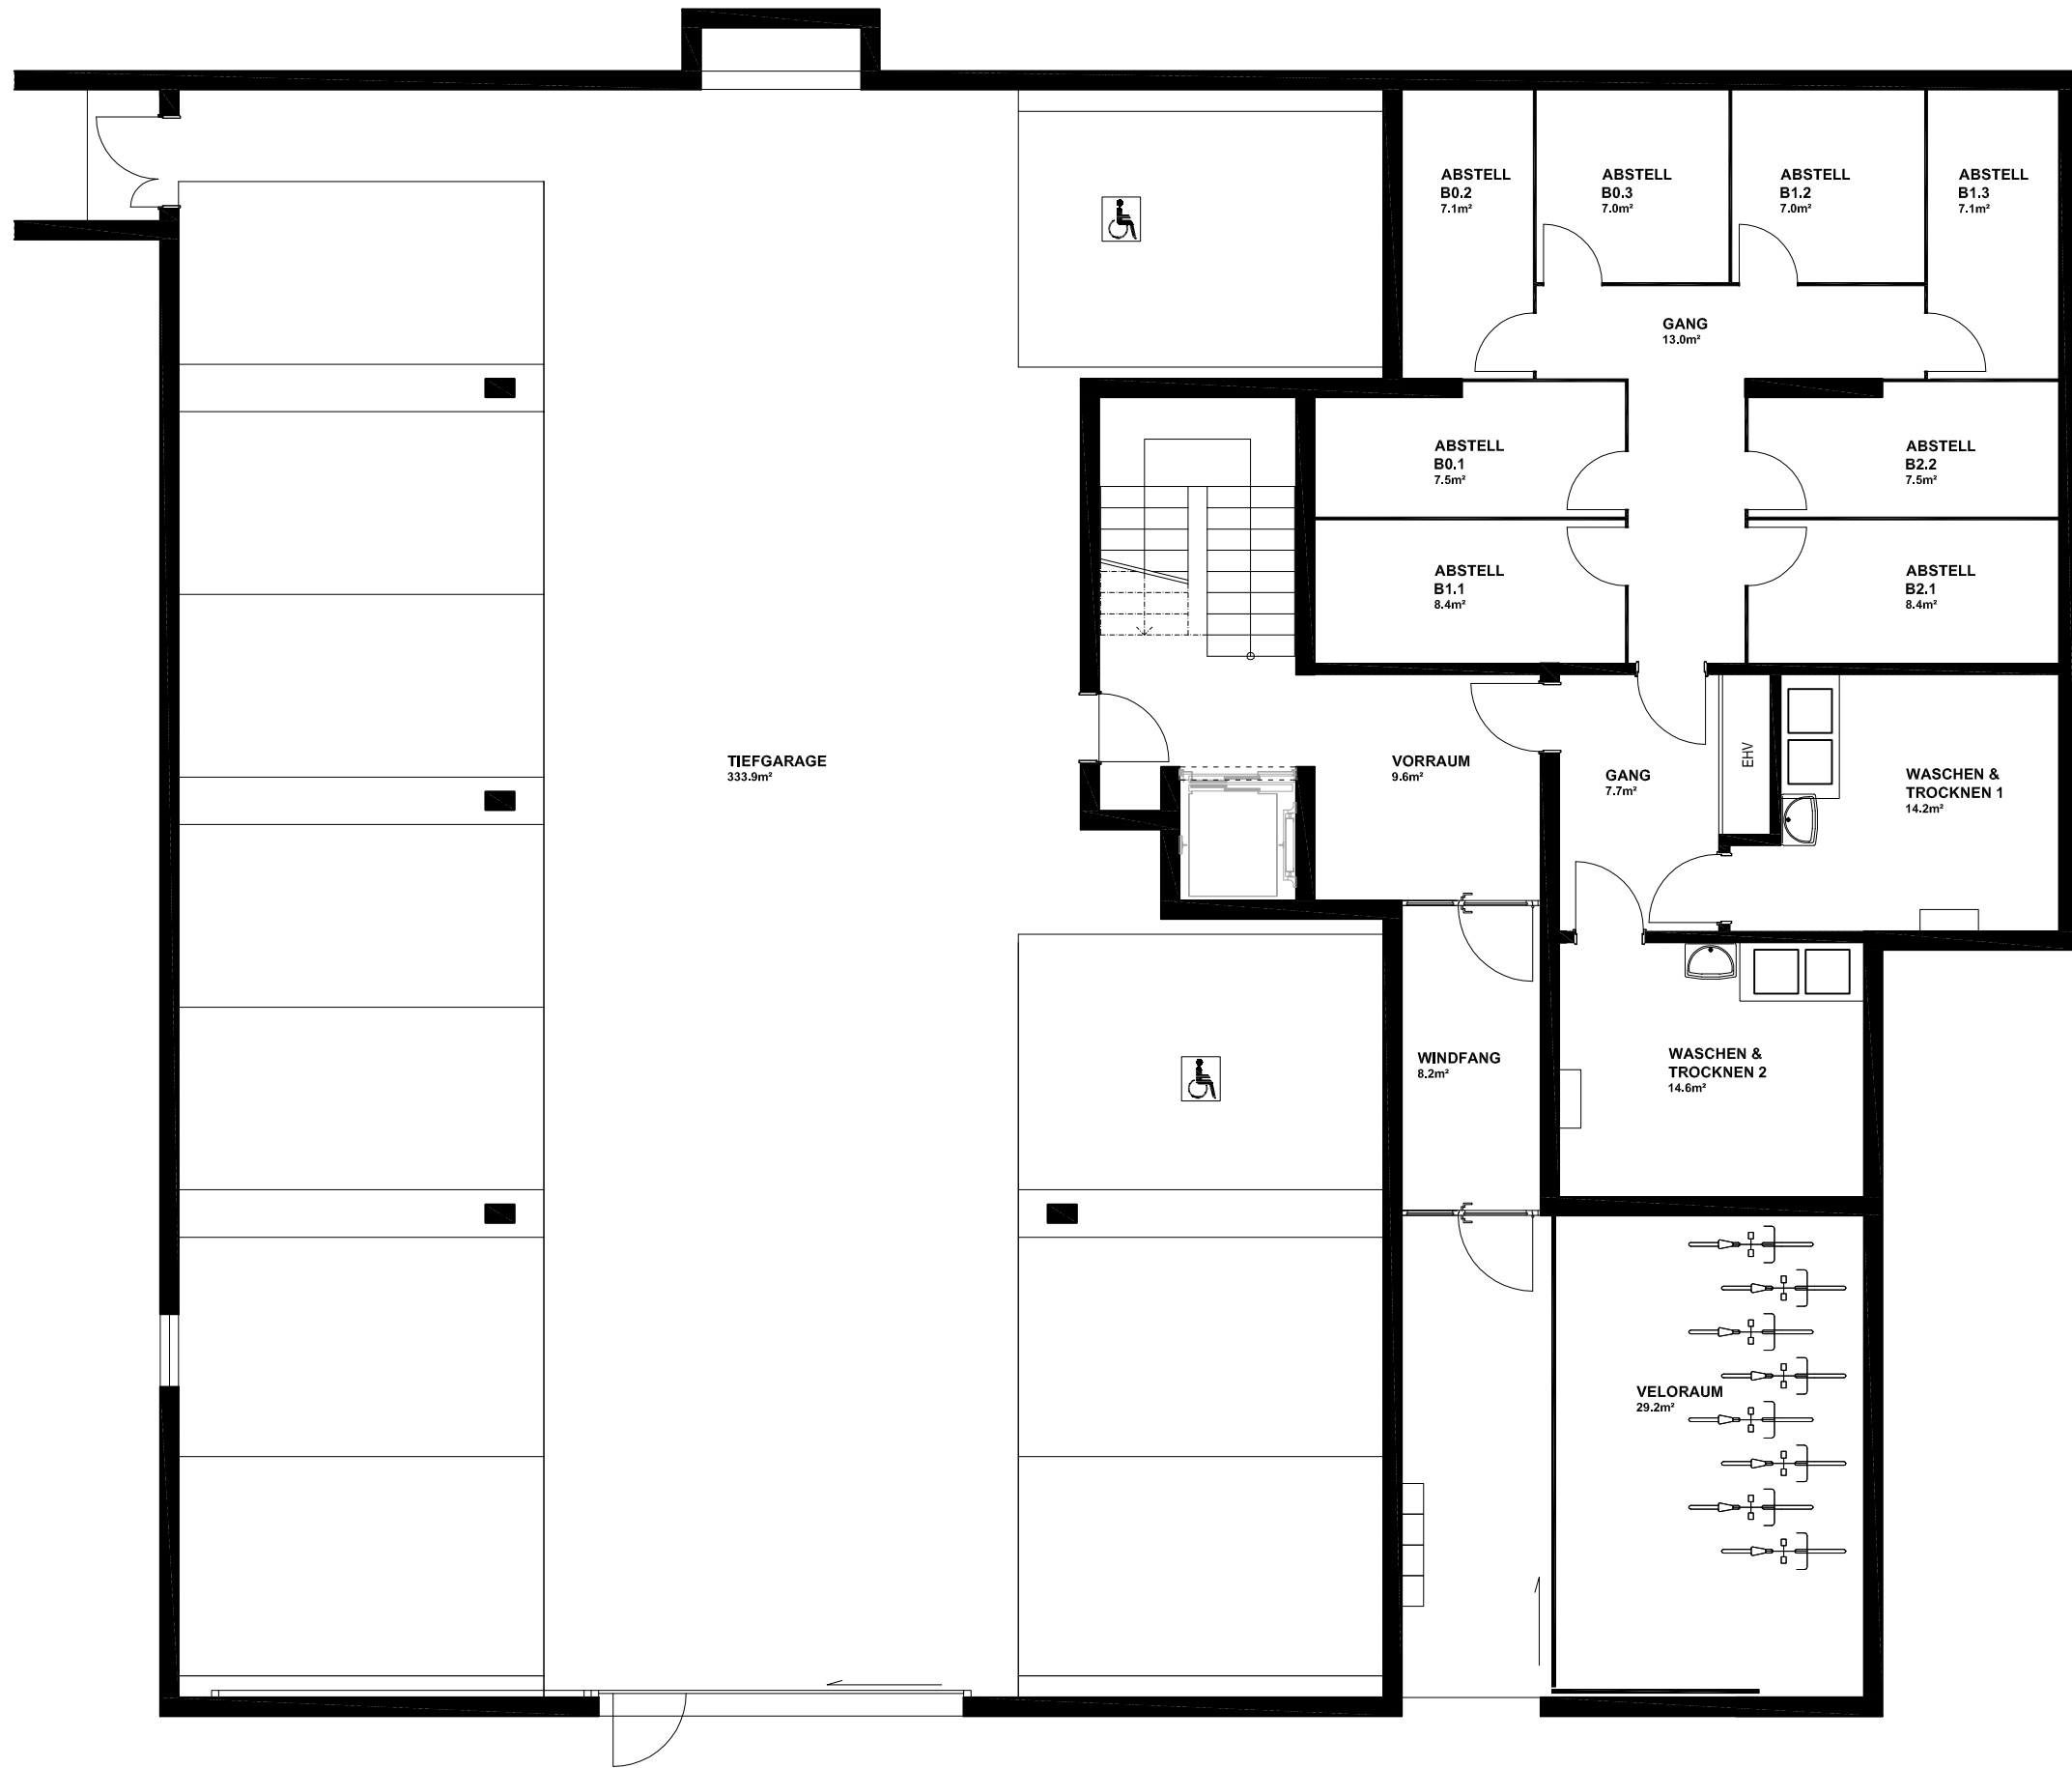 ABSTELL
B0.2
7.1m²
ABSTELL
B0.3
7.0m²
ABSTELL
B1.2
7.0m²
ABSTELL
B1.3
7.1m²
GANG
13.0m²
ABSTELL
B0.1
7.5m²
ABSTELL
B2.2
7.5m²
ABSTELL
B1.1
8.4m²
ABSTELL
B2.1
8.4m²
TIEFGARAGE
333.9m²
VORRAUM
9.6m²
GANG
7.7m²
EHV
WASCHEN &
TROCKNEN 1
14.2m²
WINDFANG
8.2m²
WASCHEN &
TROCKNEN 2
14.6m²
VELORAUM
29.2m²